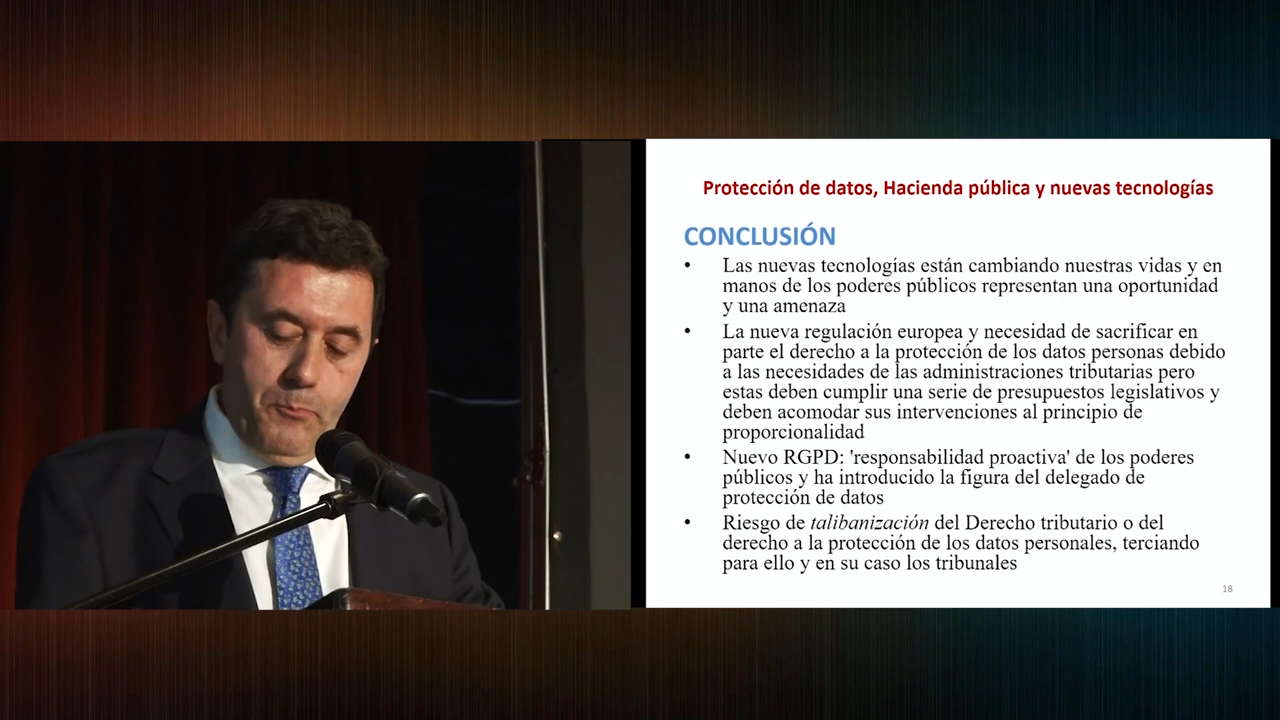 Protección de datos, Hacienda pública y nuevas tecnologías
CONCLUSIÓN
• Las nuevas tecnologías están cambiando nuestras vidas y en
manos de los poderes públicos representan una oportunidad
y una amenaza
• La nueva regulación europea y necesidad de sacrificar en
parte el derecho a la protección de los datos personas debido
a las necesidades de las administraciones tributarias pero
estas deben cumplir una serie de presupuestos legislativos y
deben acomodar sus intervenciones al principio de
proporcionalidad
• Nuevo RGPD: 'responsabilidad proactiva' de los poderes
públicos y ha introducido la figura del delegado de
protección de datos
• Riesgo de talibanización del Derecho tributario o del
derecho a la protección de los datos personales, terciando
para ello y en su caso los tribunales
18